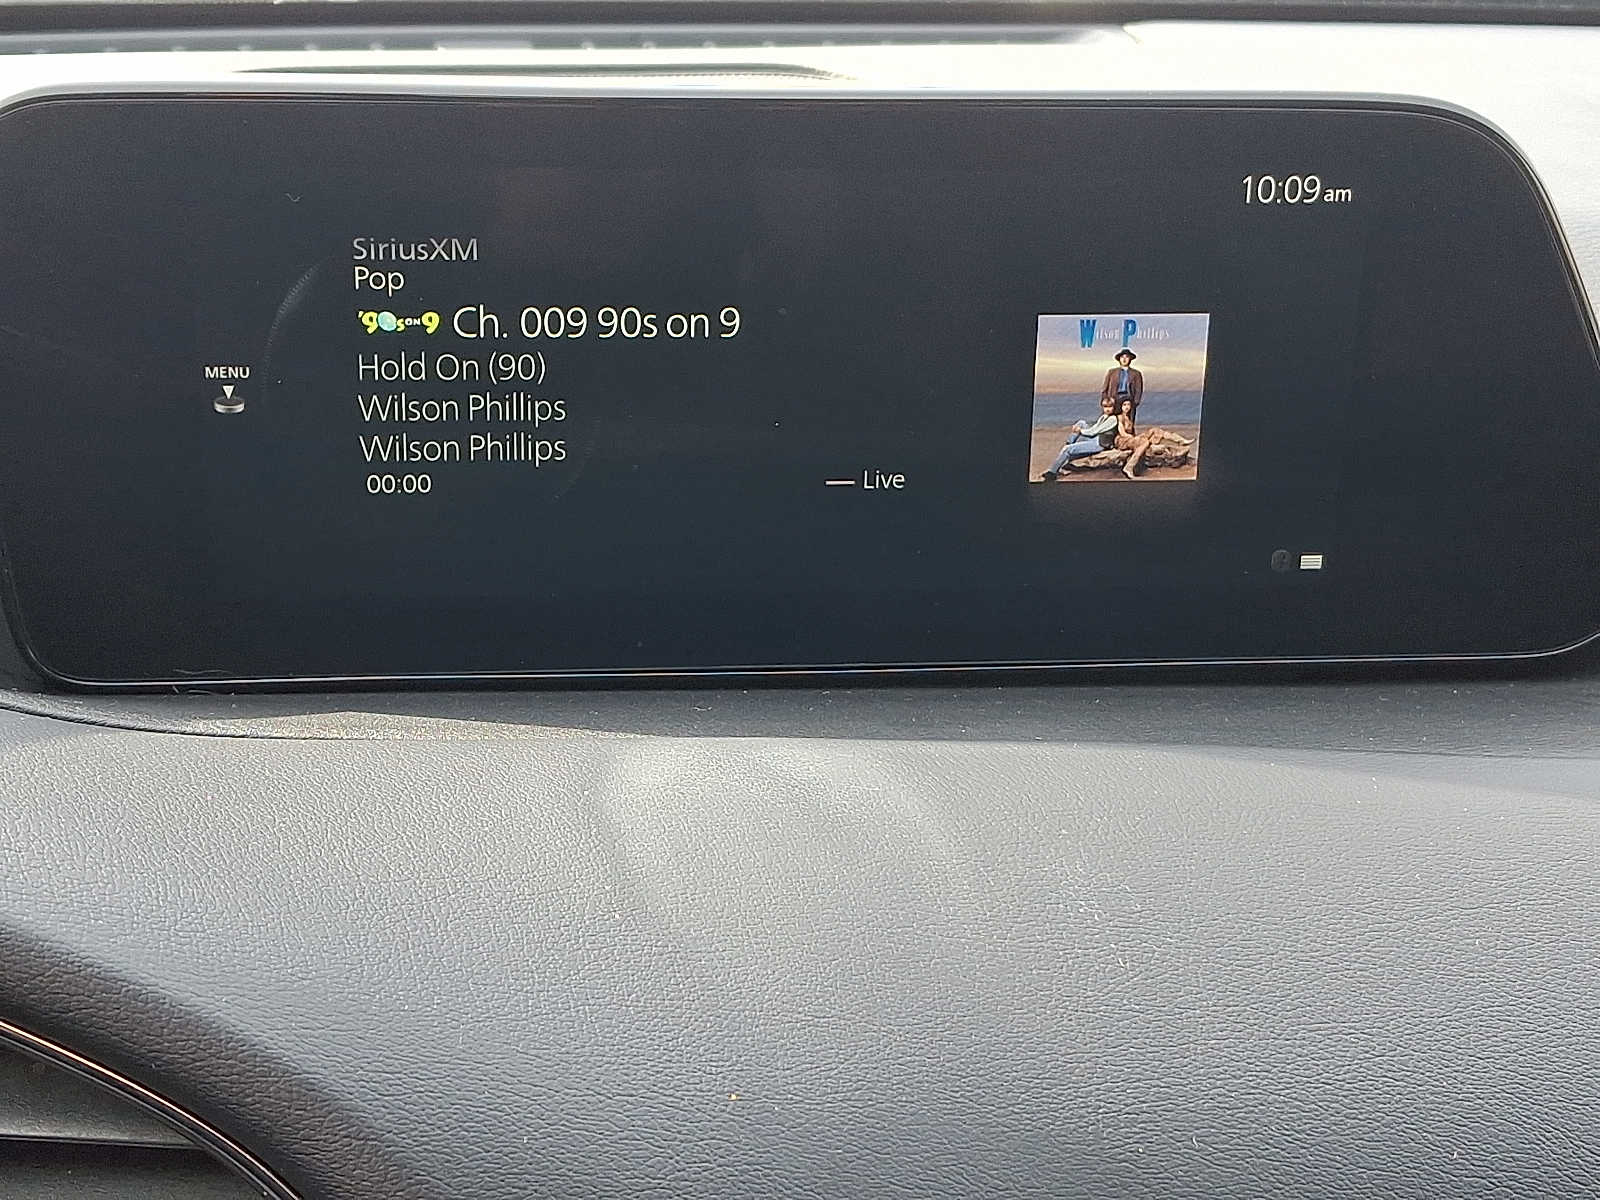 10:09am
SiriusXM
Pop
'90s ON 9 Ch. 009 90s on 9
MENU
Hold On (90)
Wilson Phillips
Wilson Phillips
00:00
Live
Wilson Phillips